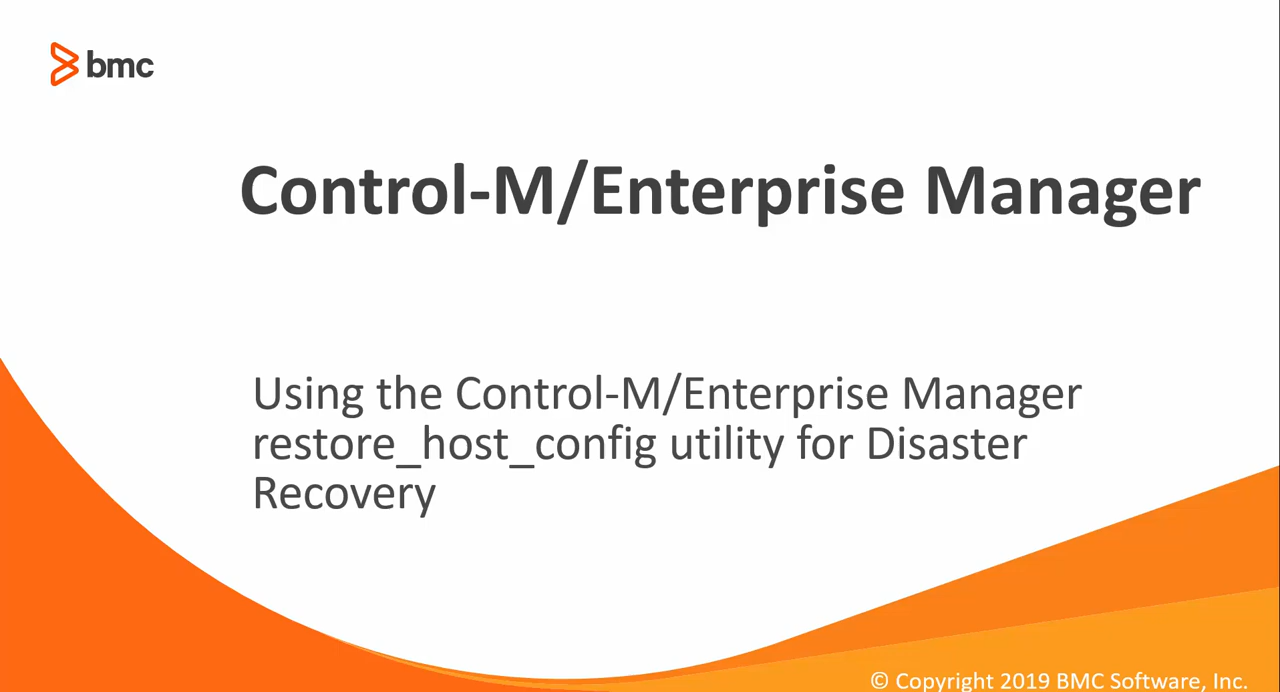 bmc
Control-M/Enterprise Manager
Using the Control-M/Enterprise Manager
restore_host_config utility for Disaster
Recovery
© Copyright 2019 BMC Software, Inc.